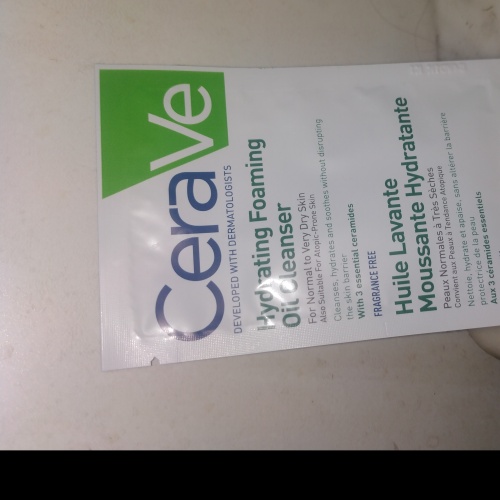 CeraVe
DEVELOPED WITH DERMATOLOGISTS
Hydrating Foaming
Oil Cleanser
For Normal to Very Dry Skin
Also Suitable For Atopic-Prone Skin
Cleanses, hydrates and soothes without disrupting
the skin barrier
With 3 essential ceramides
FRAGRANCE FREE
Huile Lavante
Moussante Hydratante
Peaux Normales à Très Sèches
Convient aux Peaux à Tendance Atopique
Nettoie, hydrate et apaise, sans altérer la barrière
protectrice de la peau
Aux 3 céramides essentiels